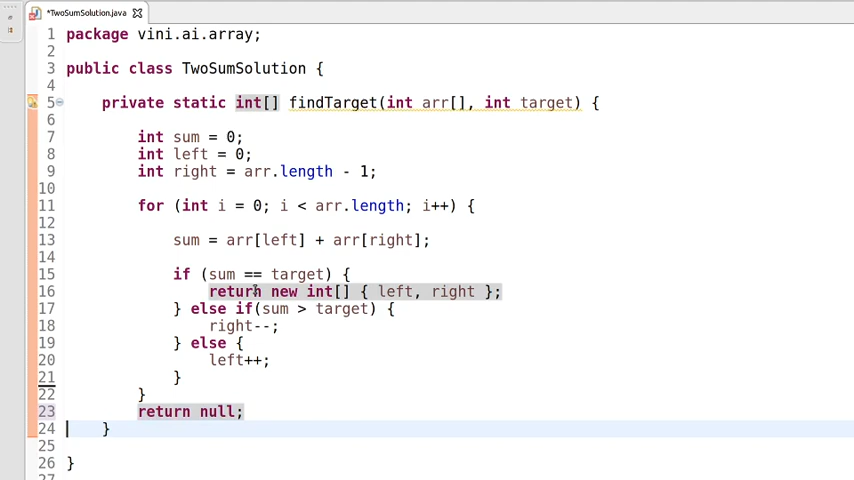 *TwoSumSolution.java
1 package vini.ai.array;
2
3 public class TwoSumSolution {
4
5 private static int[] findTarget(int arr[], int target) {
6
7 int sum = 0;
8 int left = 0;
9 int right = arr.length - 1;
10
11 for (int i = 0; i < arr.length; i++) {
12
13 sum = arr[left] + arr[right];
14
15 if (sum == target) {
16 return new int[] { left, right };
17 } else if(sum > target) {
18 right--;
19 } else {
20 left++;
21 }
22 }
23 return null;
24 }
25
26 }
27